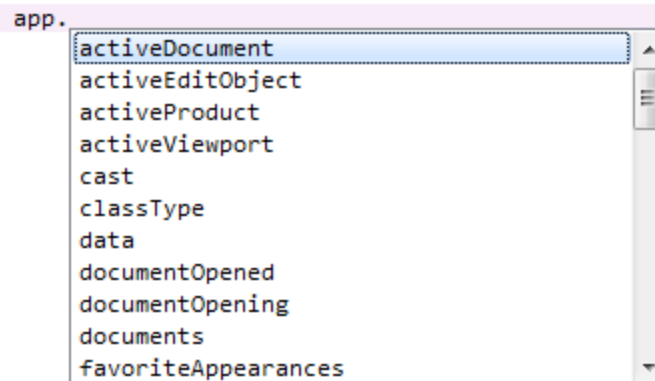 app.
activeDocument
activeEditObject
activeProduct
activeViewport
cast
classType
data
documentOpened
documentOpening
documents
favoriteAppearances